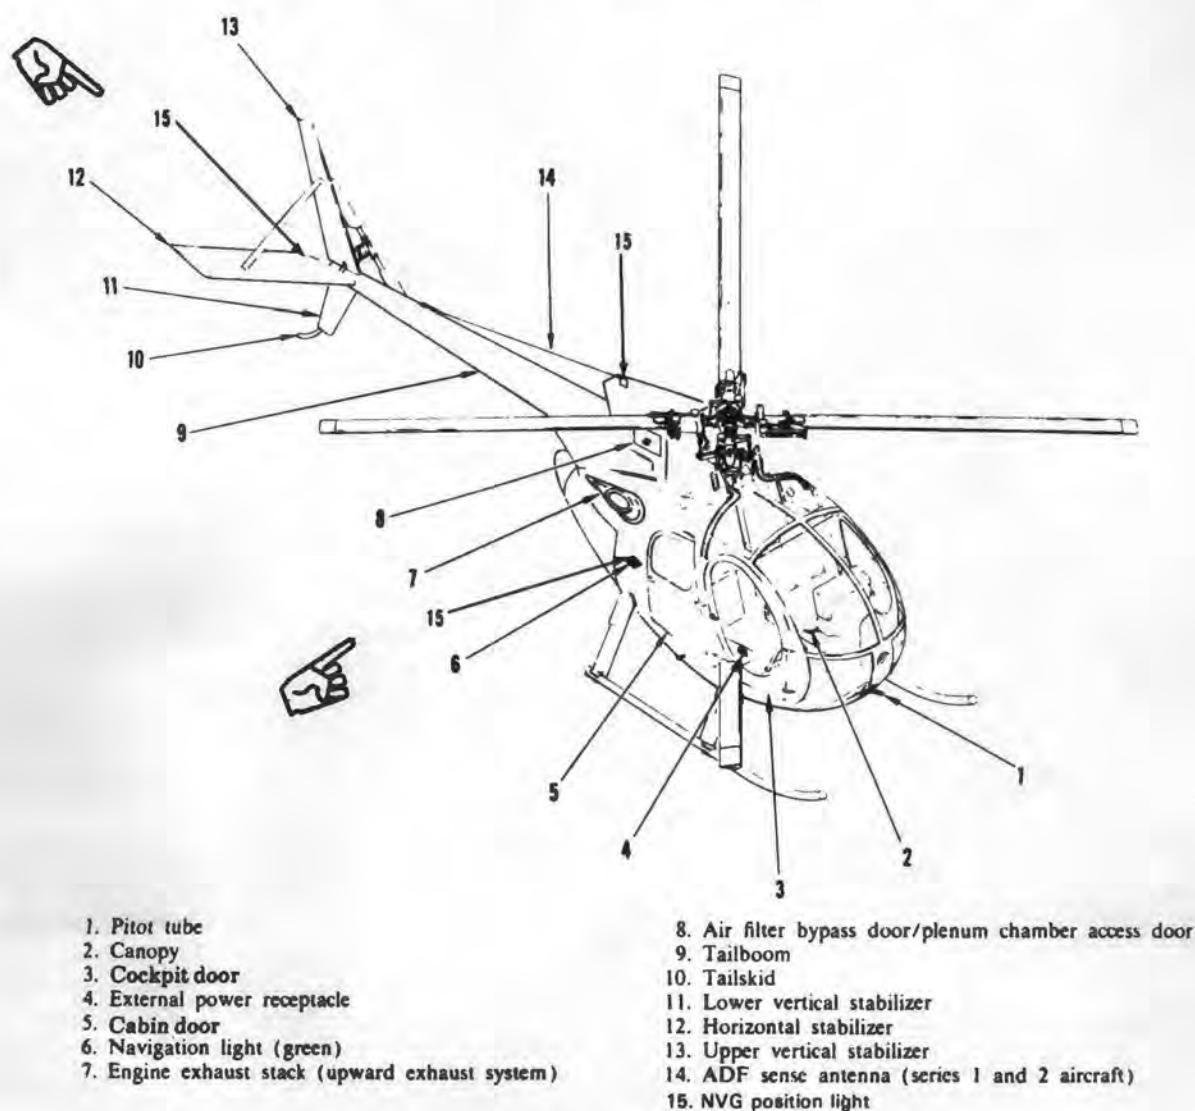 13
15
12
14
15
11
10
9
8
7
15
6
5
1
4
2
3
1. Pitot tube
2. Canopy
3. Cockpit door
4. External power receptacle
5. Cabin door
6. Navigation light (green)
7. Engine exhaust stack (upward exhaust system)
8. Air filter bypass door/plenum chamber access door
9. Tailboom
10. Tailskid
11. Lower vertical stabilizer
12. Horizontal stabilizer
13. Upper vertical stabilizer
14. ADF sense antenna (series 1 and 2 aircraft)
15. NVG position light